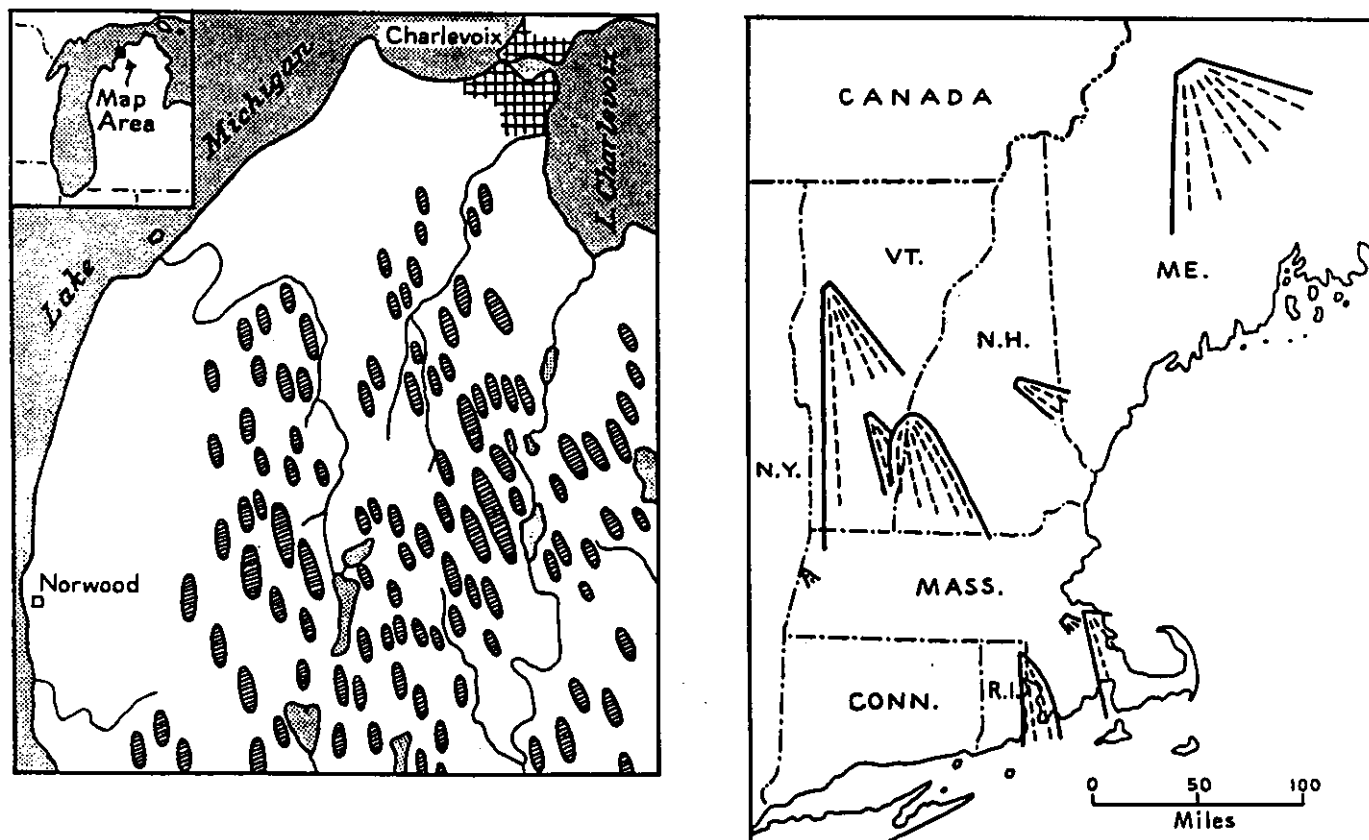 Charlevoix
Map
Area
Michigan
L. Charlevoix
Lake
Norwood
CANADA
VT.
ME.
N.H.
N.Y.
MASS.
CONN.
R.I.
0 50 100
Miles